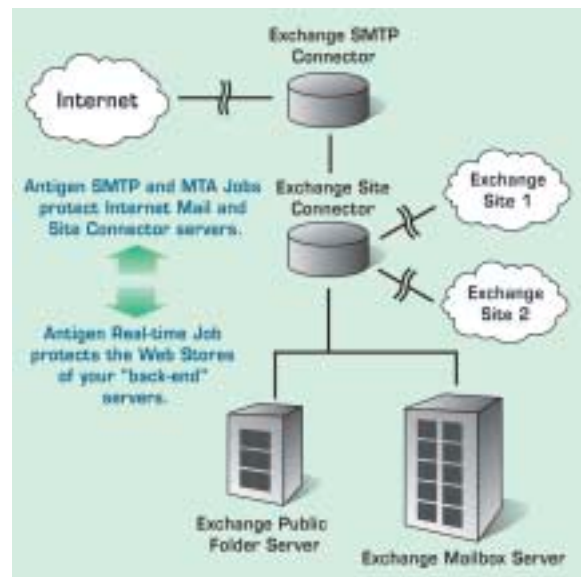 Exchange SMTP
Connector
Internet
Antigen SMTP and MTA Jobs
protect Internet Mail and
Site Connector servers.
Exchange Site
Connector
Exchange
Site 1
Exchange
Site 2
Antigen Real-time Job
protects the Web Stores
of your "back-end"
servers.
Exchange Public
Folder Server
Exchange Mailbox Server